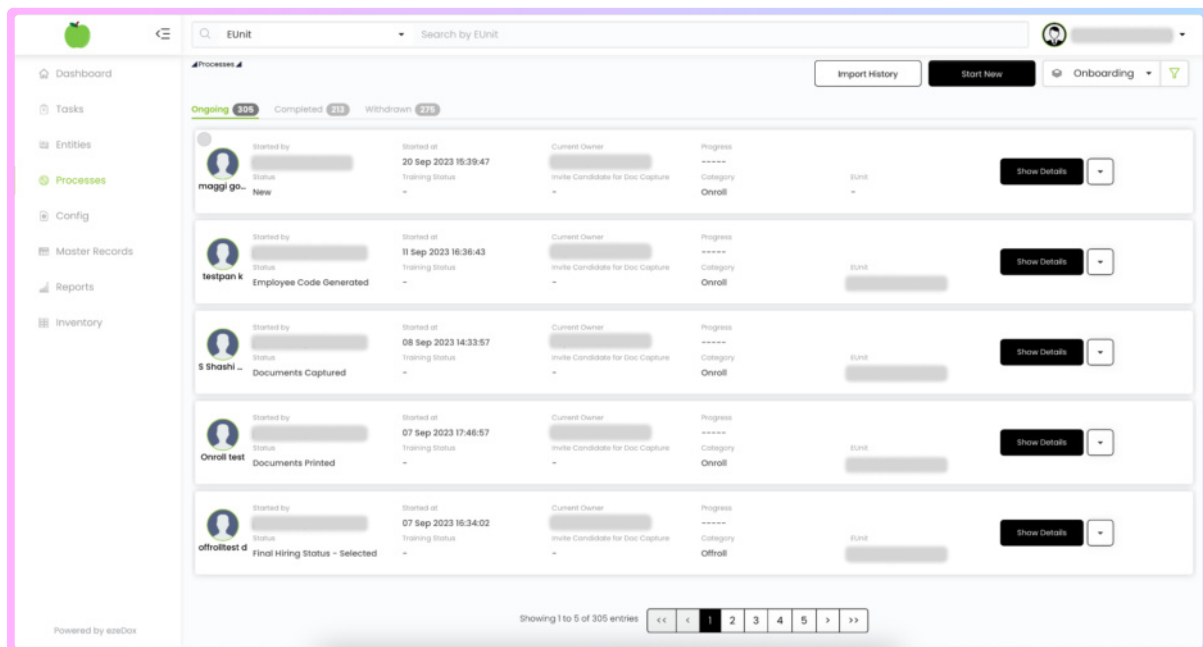 EUnit
Search by EUnit
Dashboard
Tasks
Entities
Processes
Config
Master Records
Reports
Inventory
Powered by ezeDox
Processes
Import History
Start New
Onboarding
Ongoing 305 Completed 213 Withdrawn 275
Started by Started at Current Owner Progress
20 Sep 2023 15:39:47 -----
Status Training Status Invite Candidate for Doc Capture Category EUnit
maggi go... New - - Onroll -
Show Details
Started by Started at Current Owner Progress
11 Sep 2023 16:36:43 -----
Status Training Status Invite Candidate for Doc Capture Category EUnit
testpan k Employee Code Generated - - Onroll
Show Details
Started by Started at Current Owner Progress
08 Sep 2023 14:33:57 -----
Status Training Status Invite Candidate for Doc Capture Category EUnit
S Shashi ... Documents Captured - - Onroll
Show Details
Started by Started at Current Owner Progress
07 Sep 2023 17:46:57 -----
Status Training Status Invite Candidate for Doc Capture Category EUnit
Onroll test Documents Printed - - Onroll
Show Details
Started by Started at Current Owner Progress
07 Sep 2023 16:34:02 -----
Status Training Status Invite Candidate for Doc Capture Category EUnit
offrolltest d Final Hiring Status - Selected - - Offroll
Show Details
Showing 1 to 5 of 305 entries << < 1 2 3 4 5 > >>